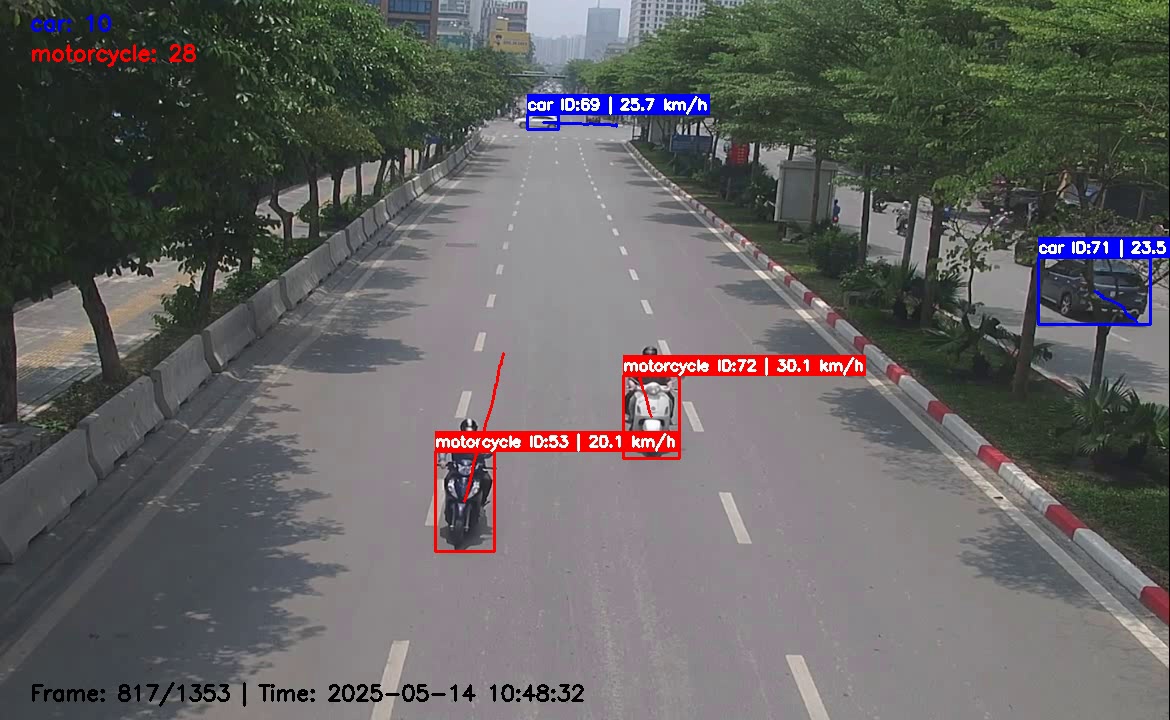 car: 10
motorcycle: 28
car ID:69 | 25.7 km/h
car ID:71 | 23.5
motorcycle ID:72 | 30.1 km/h
motorcycle ID:53 | 20.1 km/h
Frame: 817/1353 | Time: 2025-05-14 10:48:32